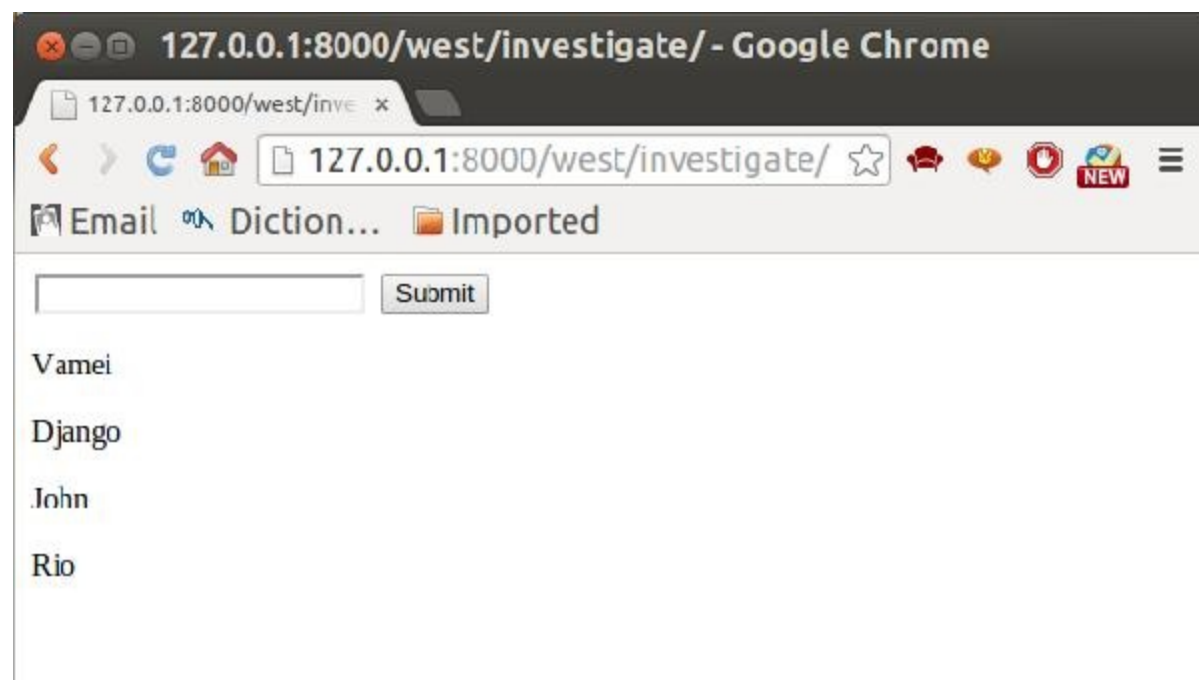 127.0.0.1:8000/west/investigate/ - Google Chrome
127.0.0.1:8000/west/inve
127.0.0.1:8000/west/investigate/
NEW
Email Diction... Imported
Submit
Vamei
Django
John
Rio